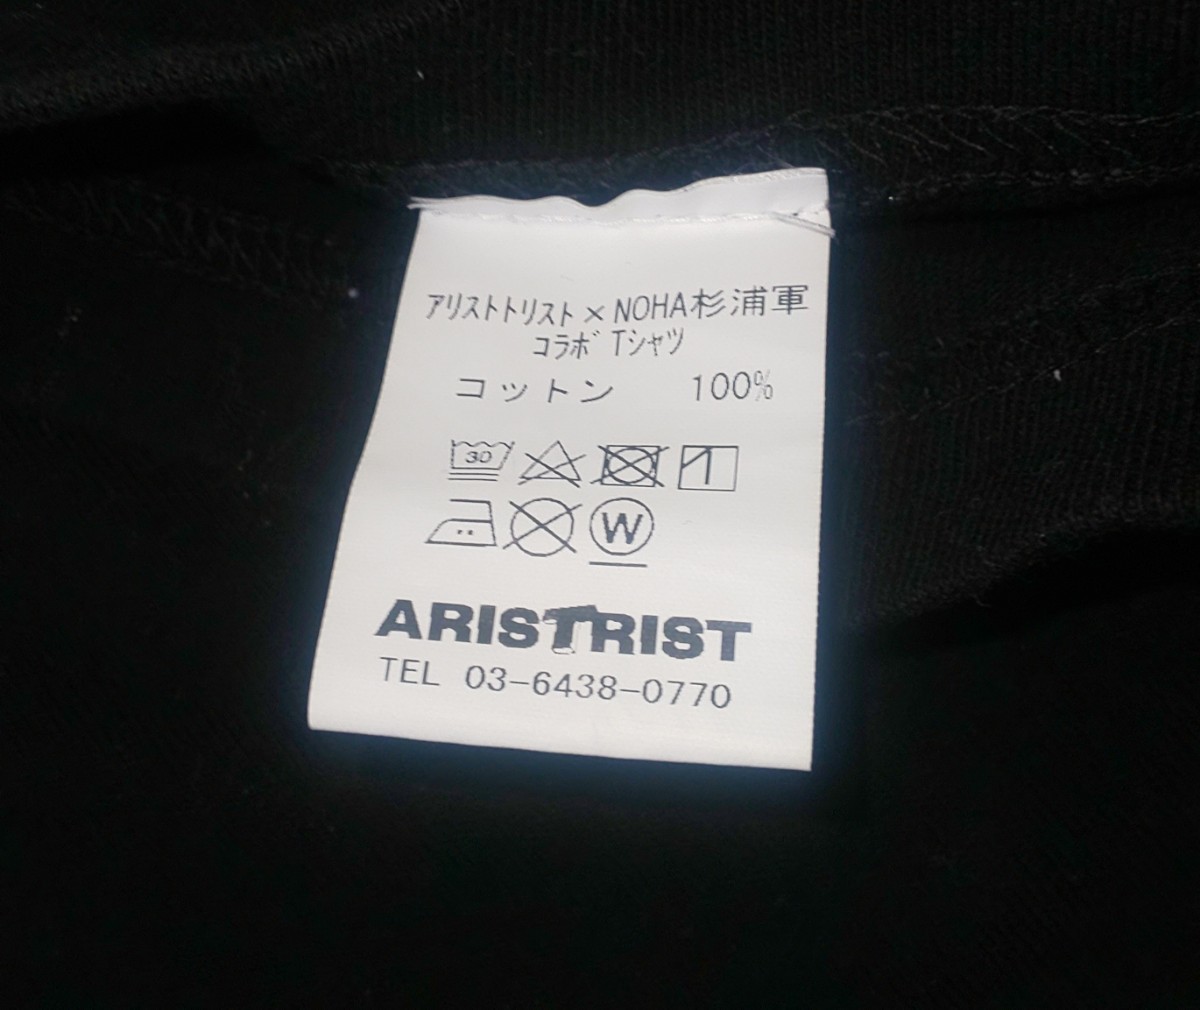 アリストトリスト×NOHA杉浦軍
コラボTシャツ
コットン 100%
30
W
ARISTRIST
TEL 03-6438-0770